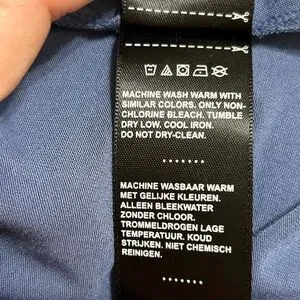 MACHINE WASH WARM WITH
SIMILAR COLORS. ONLY NON-
CHLORINE BLEACH. TUMBLE
DRY LOW. COOL IRON.
DO NOT DRY-CLEAN.
MACHINE WASBAAR WARM
MET GELIJKE KLEUREN.
ALLEEN BLEEKWATER
ZONDER CHLOOR.
TROMMELDROGEN LAGE
TEMPERATUUR. KOUD
STRIJKEN. NIET CHEMISCH
REINIGEN.